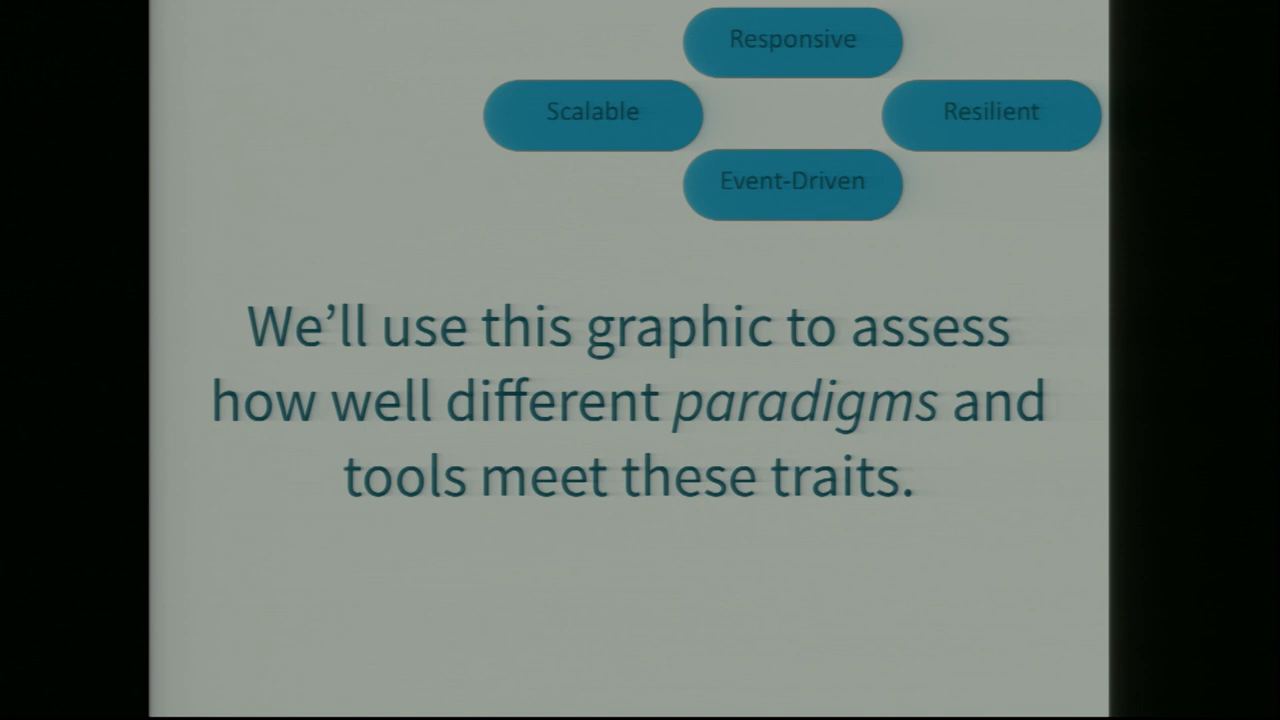 Responsive
Scalable
Resilient
Event-Driven
We’ll use this graphic to assess
how well different paradigms and
tools meet these traits.